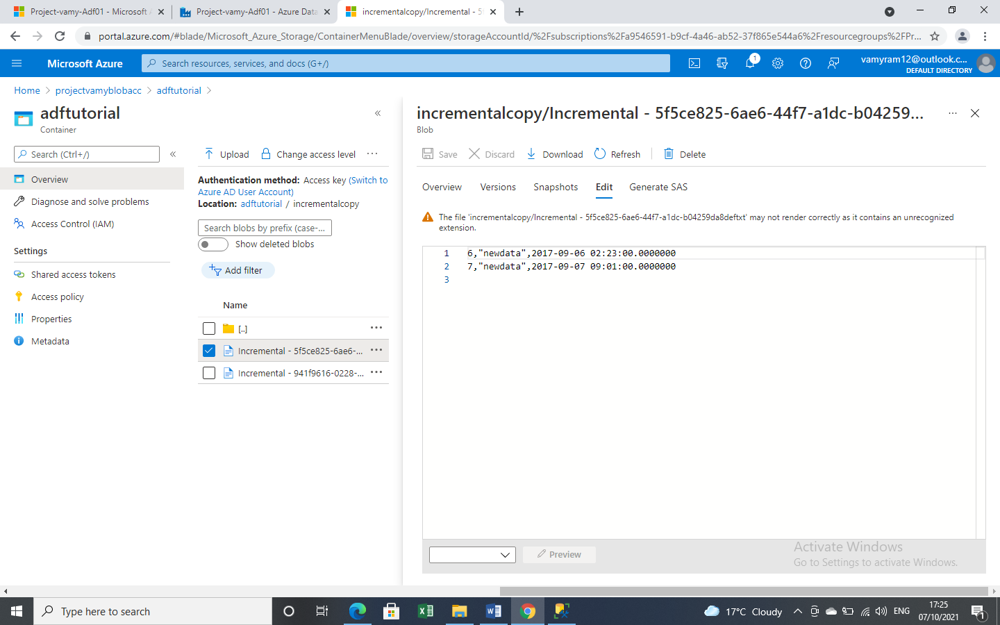 Project-vamy-Adf01 - Microsoft A
Project-vamy-Adf01 - Azure Data
incrementalcopy/Incremental - 5f
portal.azure.com/#blade/Microsoft_Azure_Storage/ContainerMenuBlade/overview/storageAccountId/%2Fsubscriptions%2Fa9546591-b9cf-4a46-ab52-37f865e544a6%2Fresourcegroups%2FPr...
Microsoft Azure
Search resources, services, and docs (G+/)
1
vamyram12@outlook.c...
DEFAULT DIRECTORY
Home > projectvamyblobacc > adftutorial >
adftutorial
Container
«
Search (Ctrl+/)
«
Overview
Diagnose and solve problems
Access Control (IAM)
Settings
Shared access tokens
Access policy
Properties
Metadata
Upload
Change access level
...
Authentication method: Access key (Switch to
Azure AD User Account)
Location: adftutorial / incrementalcopy
Search blobs by prefix (case-...
Show deleted blobs
Add filter
Name
[..]
...
Incremental - 5f5ce825-6ae6-...
...
Incremental - 941f9616-0228-...
...
incrementalcopy/Incremental - 5f5ce825-6ae6-44f7-a1dc-b04259...
...
Blob
Save
Discard
Download
Refresh
Delete
Overview
Versions
Snapshots
Edit
Generate SAS
The file 'incrementalcopy/Incremental - 5f5ce825-6ae6-44f7-a1dc-b04259da8deftxt' may not render correctly as it contains an unrecognized
extension.
1 6,"newdata",2017-09-06 02:23:00.0000000
2 7,"newdata",2017-09-07 09:01:00.0000000
3
Preview
Activate Windows
Go to Settings to activate Windows.
Type here to search
17°C Cloudy
ENG
17:25
07/10/2021
1